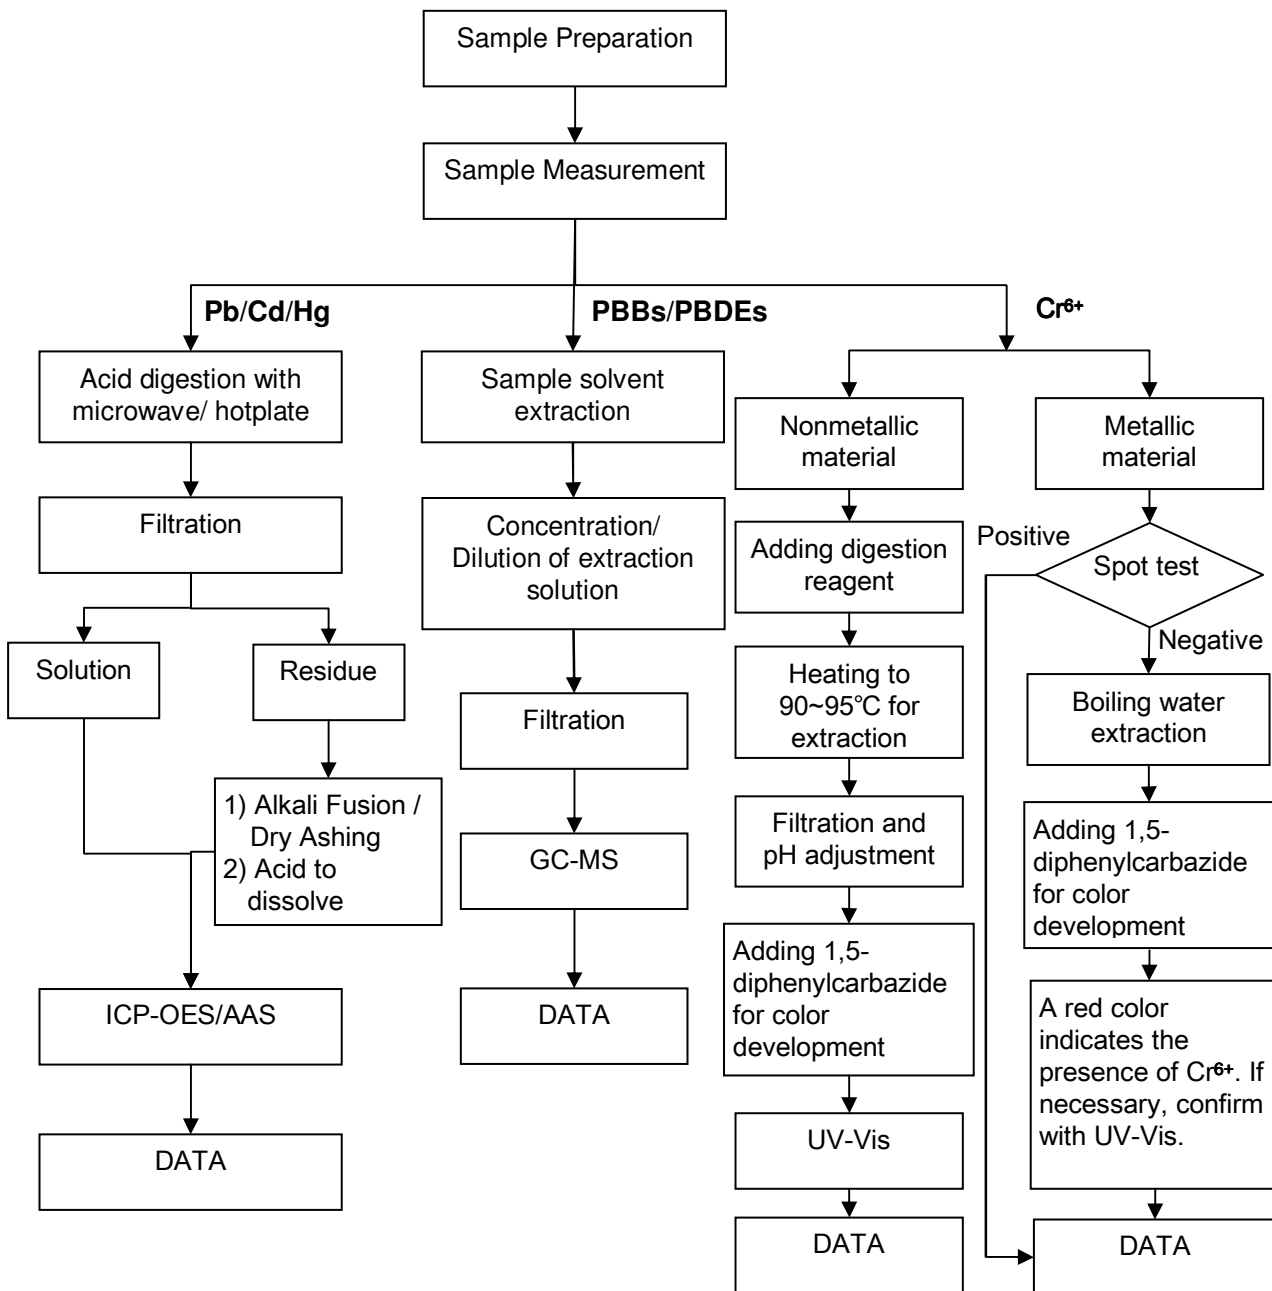 Sample Preparation
Sample Measurement
Pb/Cd/Hg
PBBs/PBDEs
Cr⁶⁺
Acid digestion with
microwave/ hotplate
Filtration
Solution
Residue
1) Alkali Fusion /
Dry Ashing
2) Acid to
dissolve
ICP-OES/AAS
DATA
Sample solvent
extraction
Concentration/
Dilution of extraction
solution
Filtration
GC-MS
DATA
Nonmetallic
material
Adding digestion
reagent
Heating to
90~95℃ for
extraction
Filtration and
pH adjustment
Adding 1,5-
diphenylcarbazide
for color
development
UV-Vis
DATA
Metallic
material
Spot test
Positive
Negative
Boiling water
extraction
Adding 1,5-
diphenylcarbazide
for color
development
A red color
indicates the
presence of Cr⁶⁺. If
necessary, confirm
with UV-Vis.
DATA